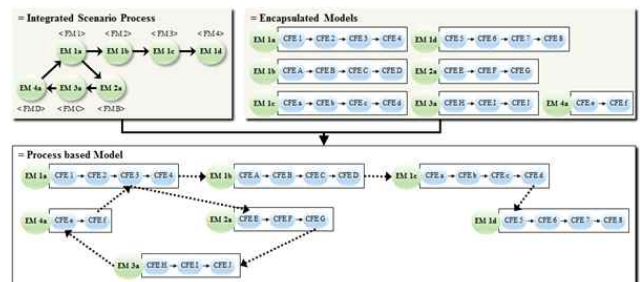 = Integrated Scenario Process
<FM1> <FM2> <FM3> <FM4>
EM 1a EM 1b EM 1c EM 1d
EM 4a EM 3a EM 2a
<FMD> <FMC> <FMB>
= Encapsulated Models
EM 1a CFE 1 CFE 2 CFE 3 CFE 4 EM 1d CFE 5 CFE 6 CFE 7 CFE 8
EM 1b CFE A CFE B CFE C CFE D EM 2a CFE E CFE F CFE G
EM 1c CFE a CFE b CFE c CFE d EM 3a CFE H CFE I CFE J EM 4a CFE e CFE f
= Process based Model
EM 1a CFE 1 CFE 2 CFE 3 CFE 4 EM 1b CFE A CFE B CFE C CFE D EM 1c CFE a CFE b CFE c CFE d
EM 4a CFE e CFE f EM 2a CFE E CFE F CFE G EM 1d CFE 5 CFE 6 CFE 7 CFE 8
EM 3a CFE H CFE I CFE J